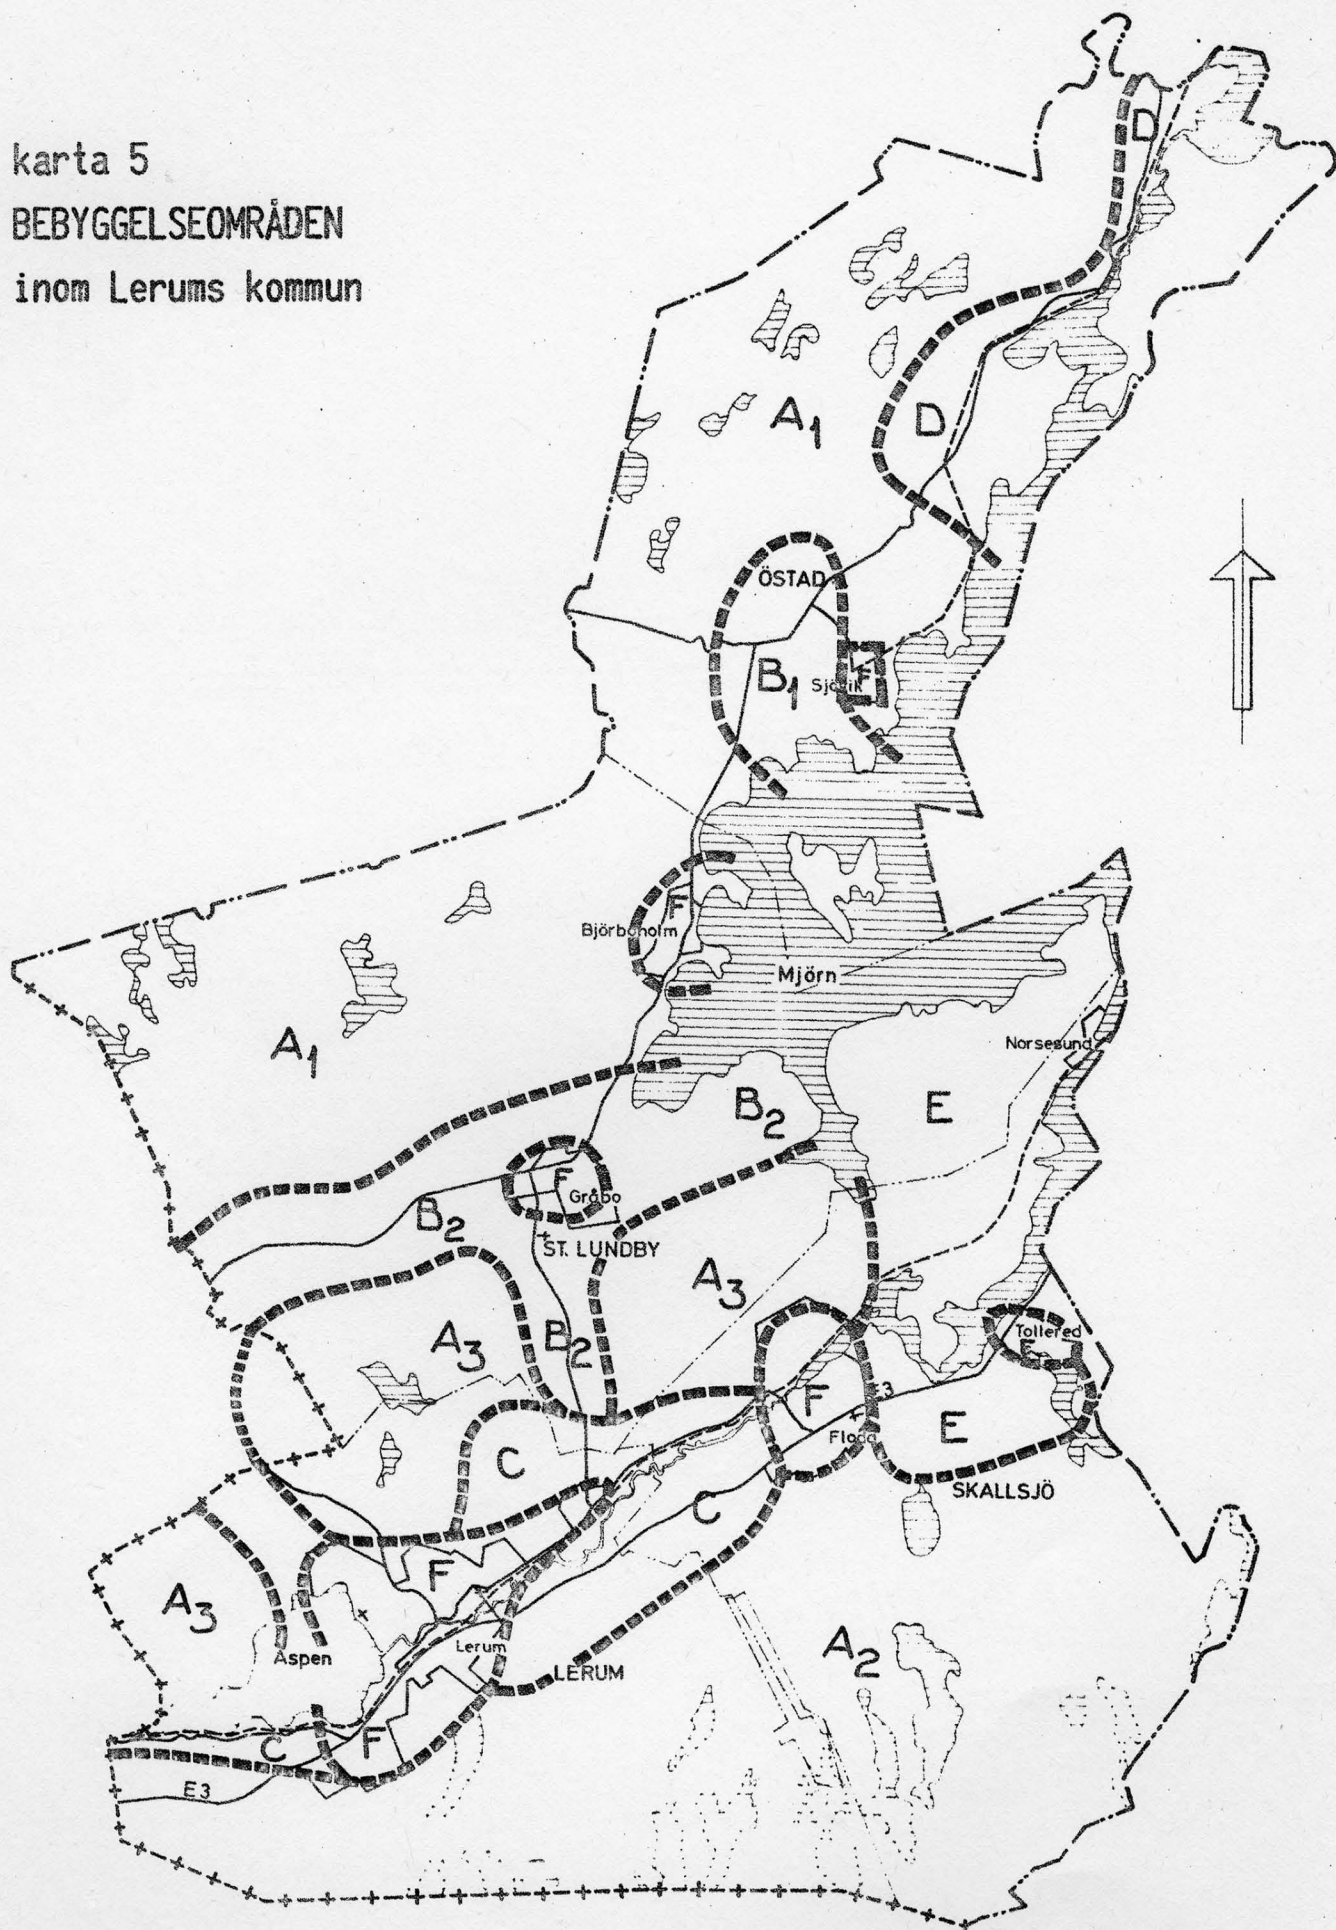 karta 5
BEBYGGELSEOMRÅDEN
inom Lerums kommun
D
A1
D
ÖSTAD
B1
Sjövik
F
F
Björboholm
Mjörn
A1
Norsesund
B2
E
F
Gråbo
B2
ST. LUNDBY
A3
A3
B2
Tollered
F
F
E3
Floda
E
C
SKALLSJÖ
C
F
A3
Lerum
A2
Aspen
LERUM
C
F
E3